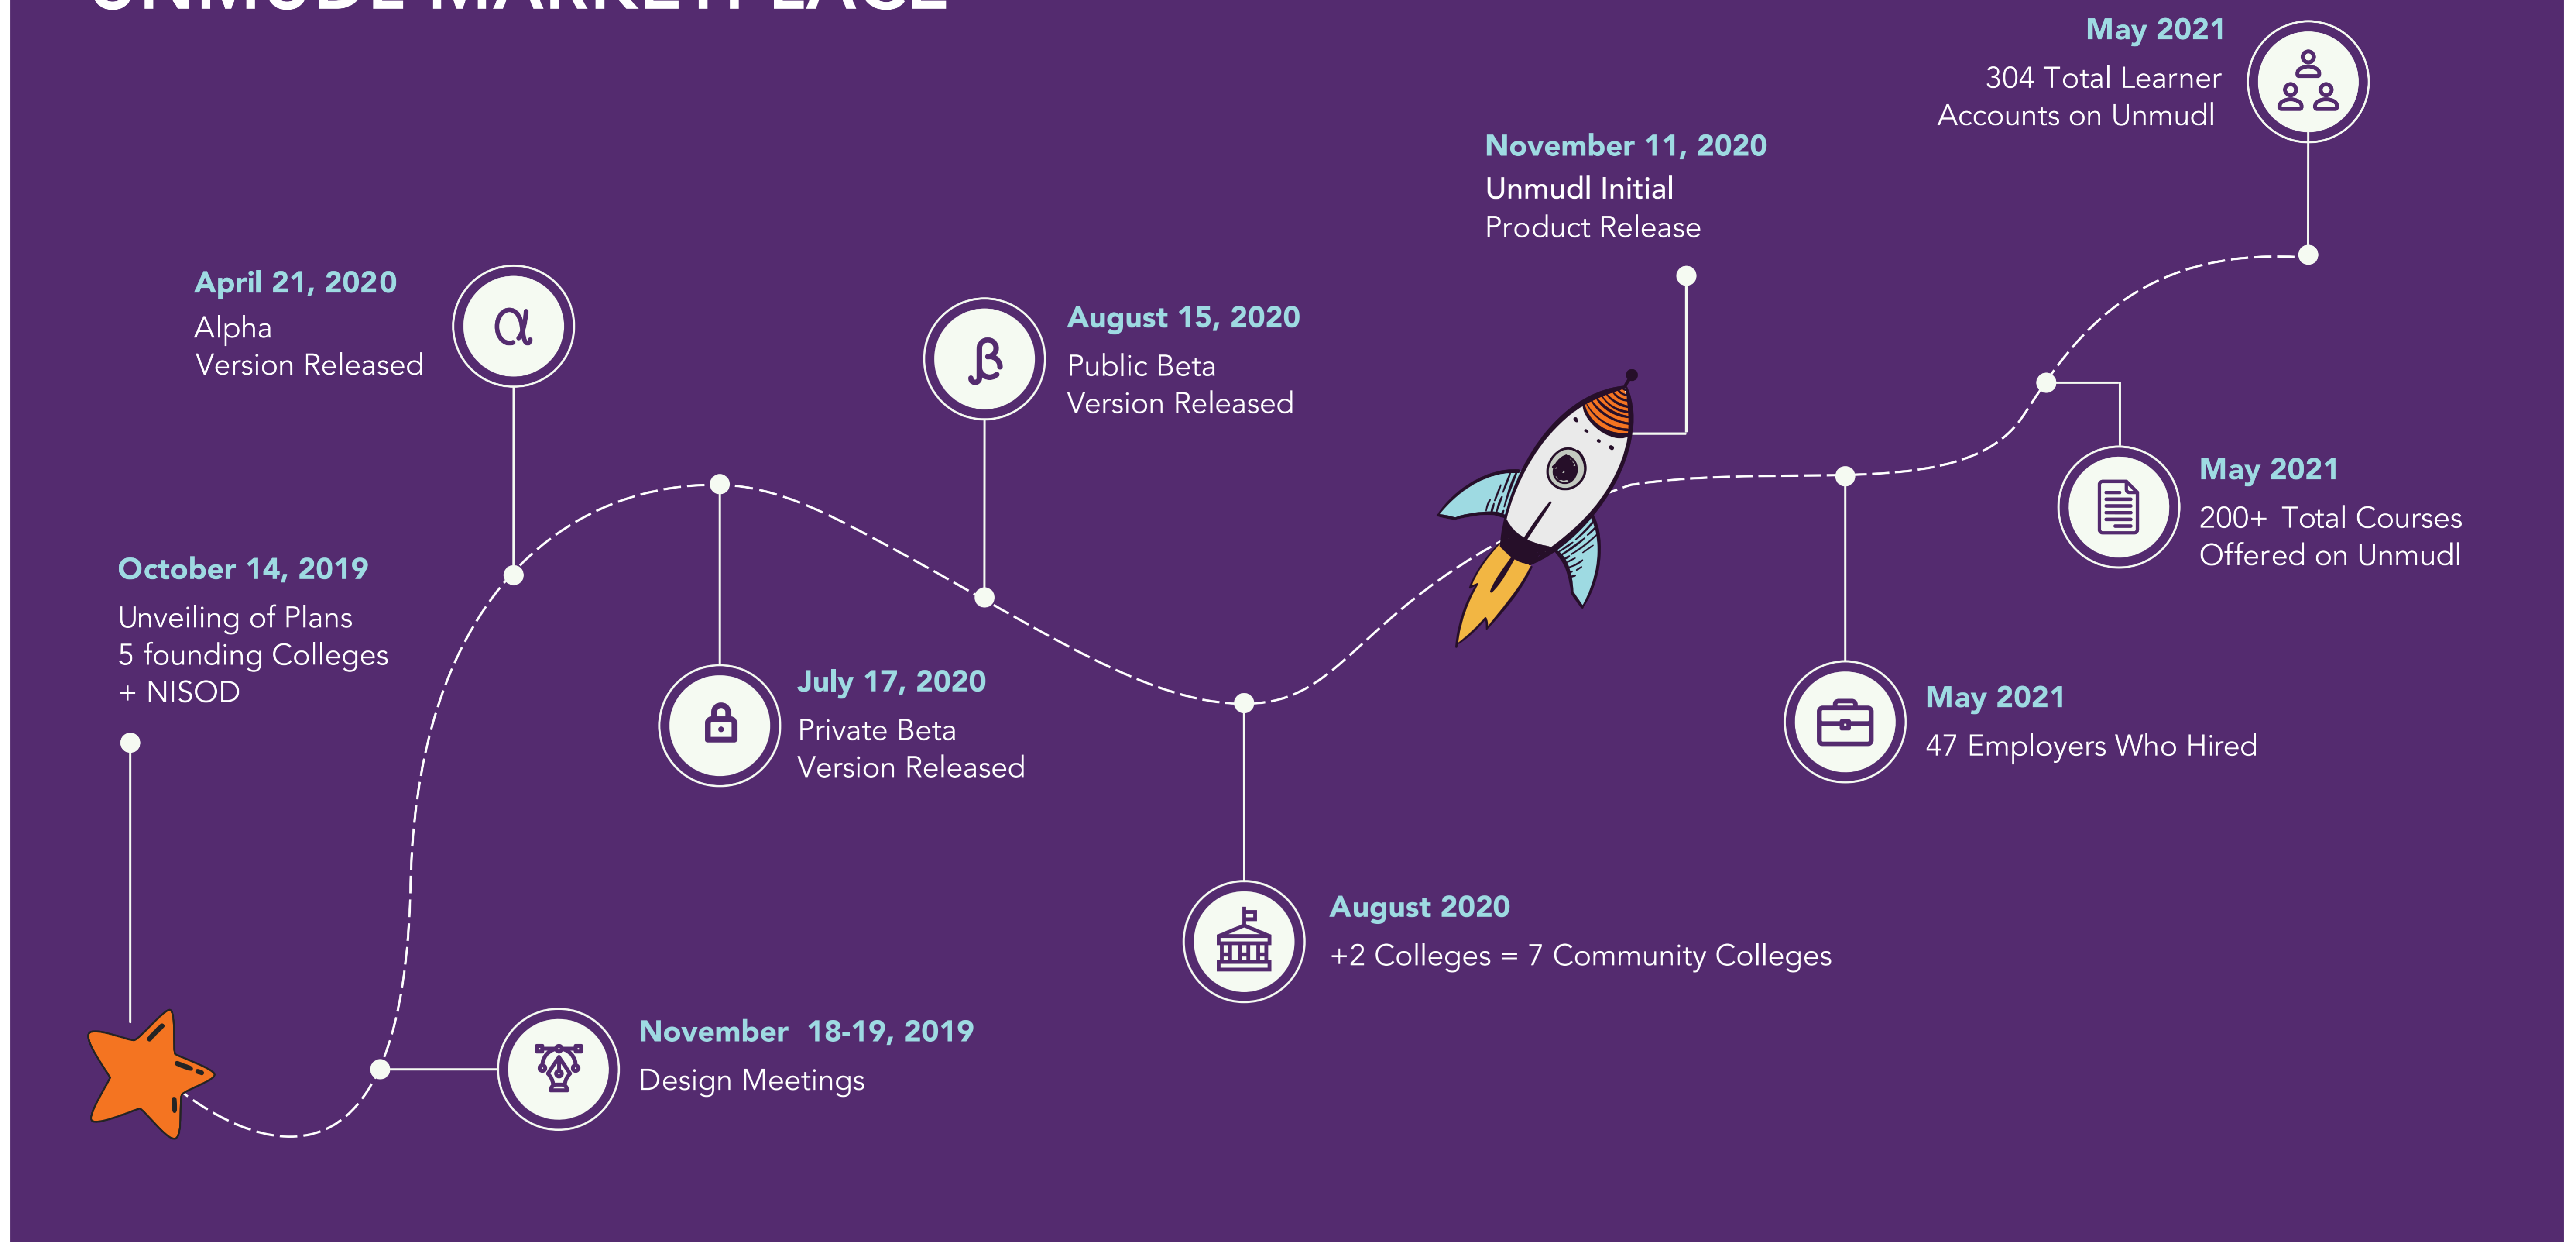 UNMUDL MARKETPLACE
October 14, 2019
Unveiling of Plans
5 founding Colleges
+ NISOD
November 18-19, 2019
Design Meetings
April 21, 2020
Alpha
Version Released
July 17, 2020
Private Beta
Version Released
August 15, 2020
Public Beta
Version Released
August 2020
+2 Colleges = 7 Community Colleges
November 11, 2020
Unmudl Initial
Product Release
May 2021
47 Employers Who Hired
May 2021
200+ Total Courses
Offered on Unmudl
May 2021
304 Total Learner
Accounts on Unmudl
α
β